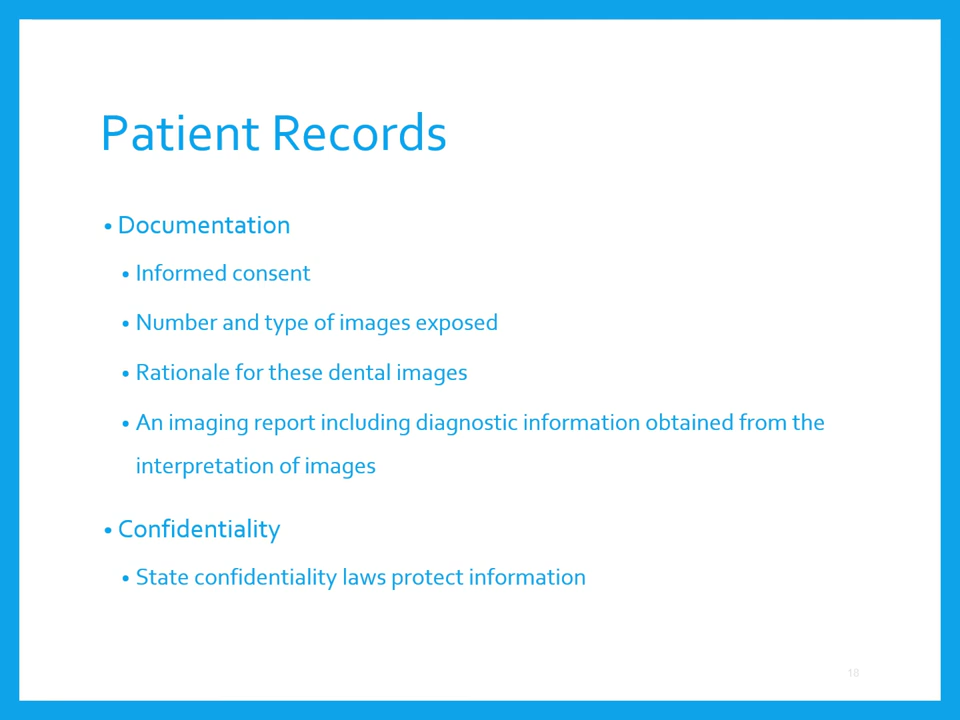 Patient Records
• Documentation
• Informed consent
• Number and type of images exposed
• Rationale for these dental images
• An imaging report including diagnostic information obtained from the
interpretation of images
• Confidentiality
• State confidentiality laws protect information
18